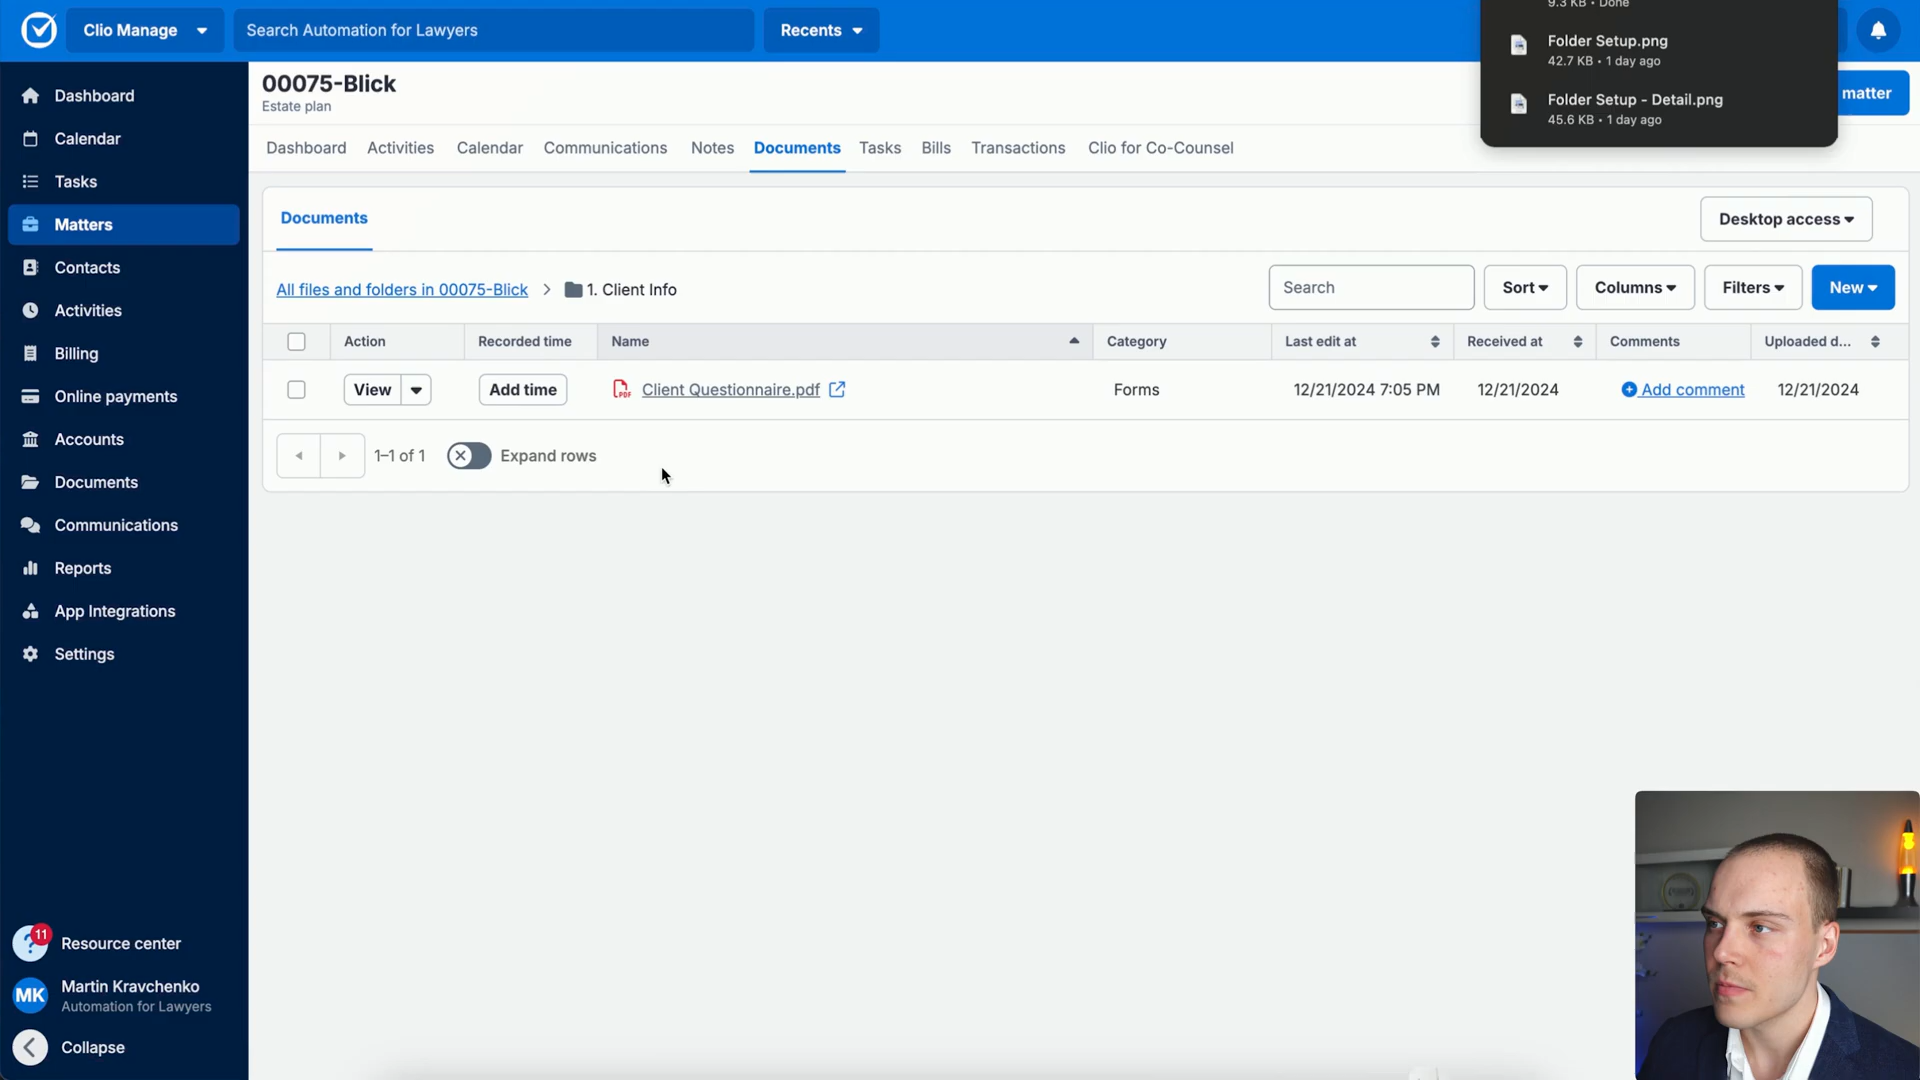 Clio Manage
Search Automation for Lawyers
Recents
9.3 KB • Done
Folder Setup.png
42.7 KB • 1 day ago
Folder Setup - Detail.png
45.6 KB • 1 day ago
matter
Dashboard
Calendar
Tasks
Matters
Contacts
Activities
Billing
Online payments
Accounts
Documents
Communications
Reports
App Integrations
Settings
11
Resource center
MK
Martin Kravchenko
Automation for Lawyers
Collapse
00075-Blick
Estate plan
Dashboard Activities Calendar Communications Notes Documents Tasks Bills Transactions Clio for Co-Counsel
Documents
Desktop access
All files and folders in 00075-Blick > 1. Client Info
Search
Sort
Columns
Filters
New
Action Recorded time Name Category Last edit at Received at Comments Uploaded d...
View Add time PDF Client Questionnaire.pdf Forms 12/21/2024 7:05 PM 12/21/2024 Add comment 12/21/2024
1–1 of 1 Expand rows